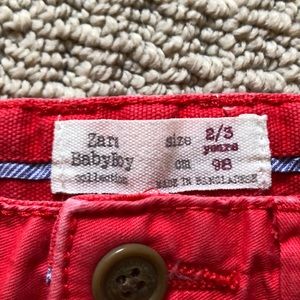 Zara size 2/3 years
BabyBoy cm 98
collection MADE IN BANGLADESH